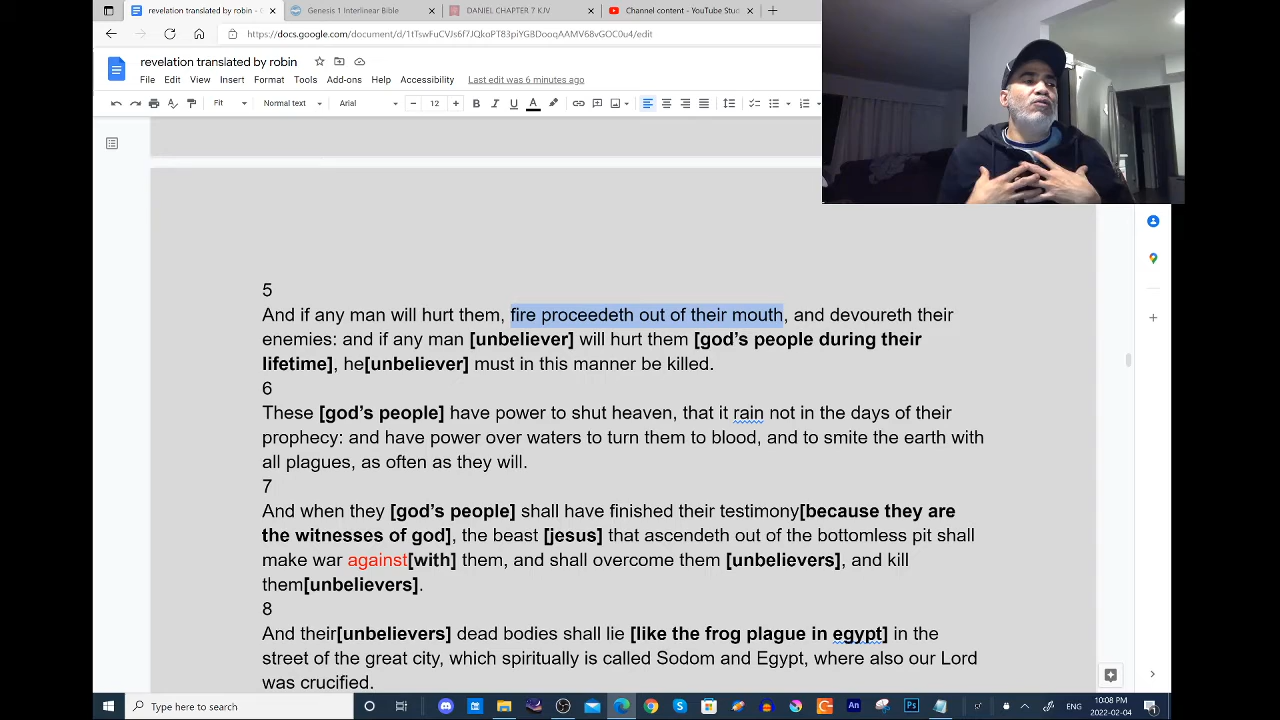 revelation translated by robin - G
Genesis 1 Interlinear Bible
DANIEL CHAPTER 7 KJV
Channel content - YouTube Stu
https://docs.google.com/document/d/1tTswFuCVJs6f7JQkoPT83piYGBDooqAAMV68vGOC0u4/edit
revelation translated by robin
File Edit View Insert Format Tools Add-ons Help Accessibility Last edit was 6 minutes ago
Fit Normal text Arial 12 B I U A
5
And if any man will hurt them, fire proceedeth out of their mouth, and devoureth their
enemies: and if any man [unbeliever] will hurt them [god's people during their
lifetime], he[unbeliever] must in this manner be killed.
6
These [god's people] have power to shut heaven, that it rain not in the days of their
prophecy: and have power over waters to turn them to blood, and to smite the earth with
all plagues, as often as they will.
7
And when they [god's people] shall have finished their testimony[because they are
the witnesses of god], the beast [jesus] that ascendeth out of the bottomless pit shall
make war against[with] them, and shall overcome them [unbelievers], and kill
them[unbelievers].
8
And their[unbelievers] dead bodies shall lie [like the frog plague in egypt] in the
street of the great city, which spiritually is called Sodom and Egypt, where also our Lord
was crucified.
Type here to search
ENG
10:08 PM
2022-02-04